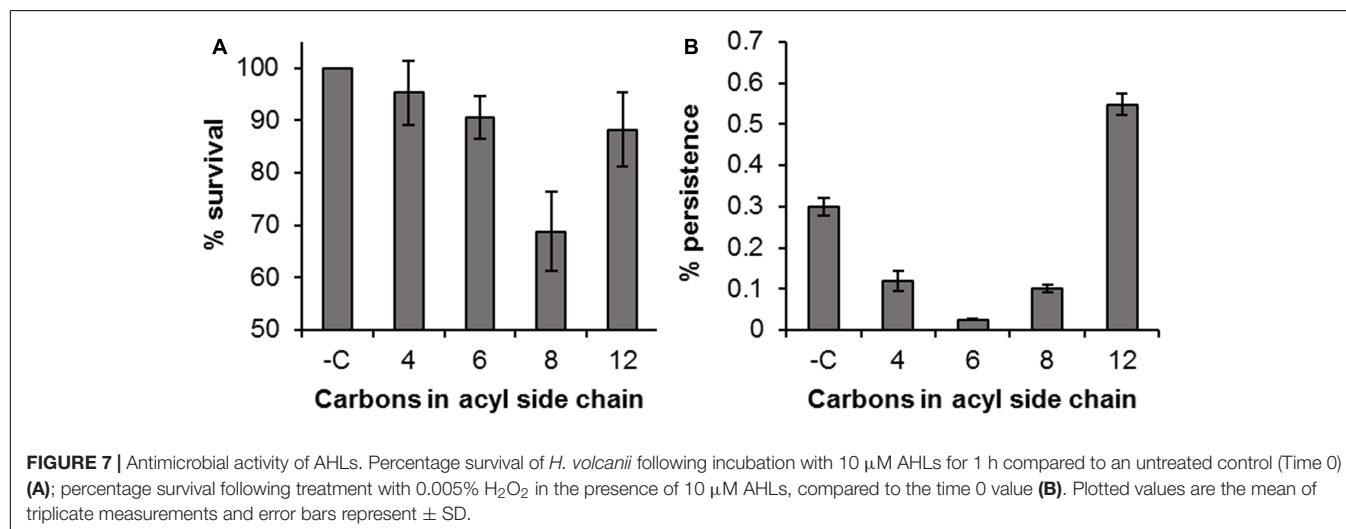 A
% survival
100
90
80
70
60
50
-C 4 6 8 12
Carbons in acyl side chain
B
% persistence
0.7
0.6
0.5
0.4
0.3
0.2
0.1
0
-C 4 6 8 12
Carbons in acyl side chain
FIGURE 7 | Antimicrobial activity of AHLs. Percentage survival of H. volcanii following incubation with 10 μM AHLs for 1 h compared to an untreated control (Time 0)
(A); percentage survival following treatment with 0.005% H₂O₂ in the presence of 10 μM AHLs, compared to the time 0 value (B). Plotted values are the mean of
triplicate measurements and error bars represent ± SD.